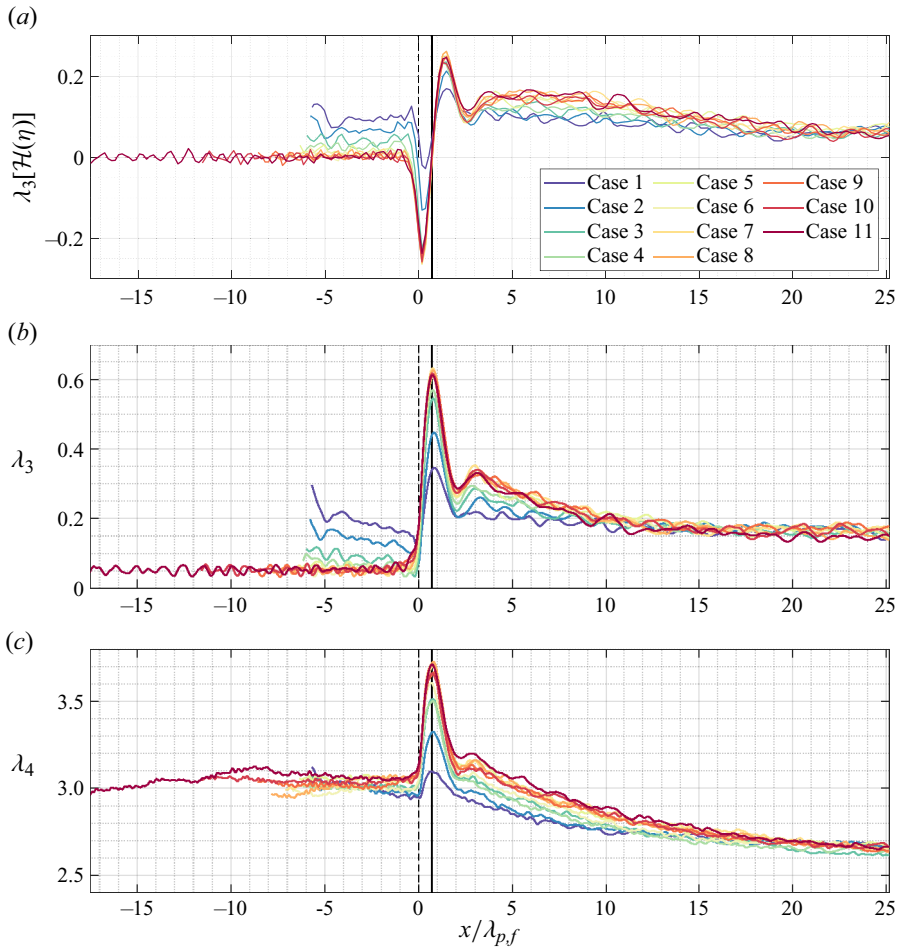 (a)
0.2
0
−0.2
λ₃[ℋ(η)]
Case 1 Case 5 Case 9
Case 2 Case 6 Case 10
Case 3 Case 7 Case 11
Case 4 Case 8
−15 −10 -5 0 5 10 15 20 25
(b)
0.6
0.4
0.2
0
λ₃
−15 −10 -5 0 5 10 15 20 25
(c)
3.5
3.0
2.5
λ₄
−15 −10 -5 0 5 10 15 20 25
x/λₚ,f